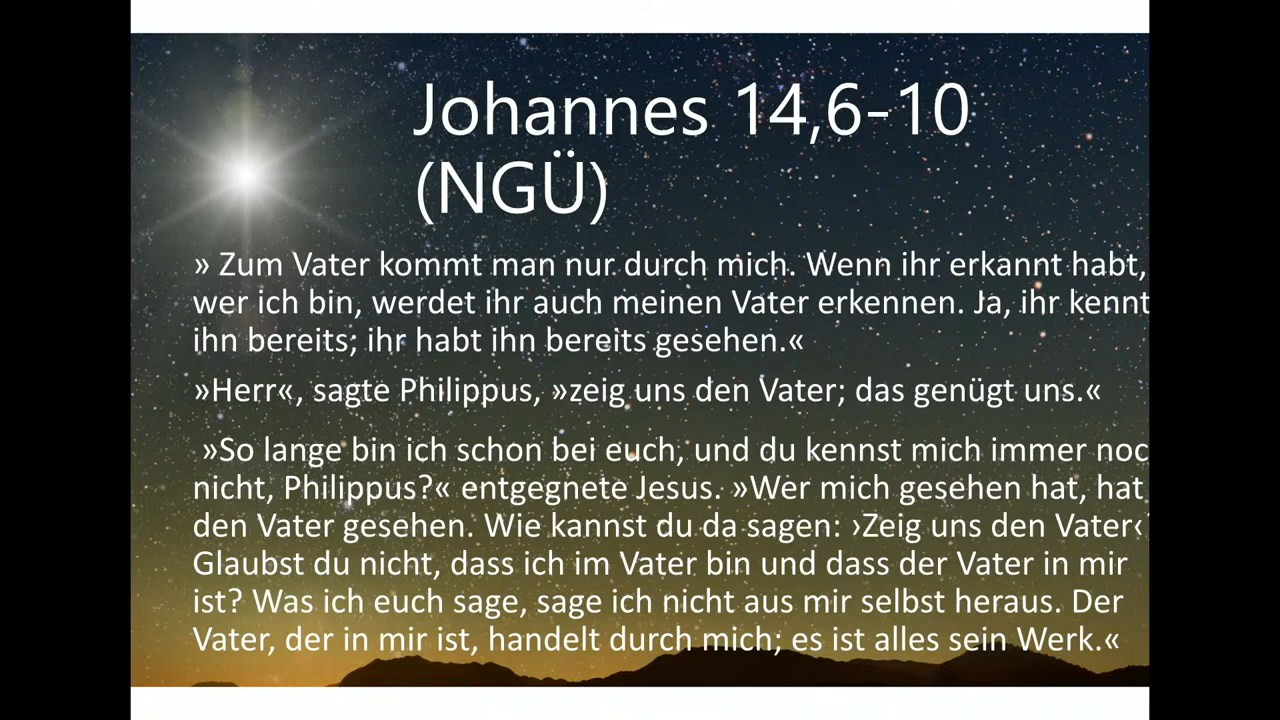 Johannes 14,6-10
(NGÜ)
» Zum Vater kommt man nur durch mich. Wenn ihr erkannt habt,
wer ich bin, werdet ihr auch meinen Vater erkennen. Ja, ihr kennt
ihn bereits; ihr habt ihn bereits gesehen.«
»Herr«, sagte Philippus, »zeig uns den Vater; das genügt uns.«
»So lange bin ich schon bei euch, und du kennst mich immer noc
nicht, Philippus?« entgegnete Jesus. »Wer mich gesehen hat, hat
den Vater gesehen. Wie kannst du da sagen: ›Zeig uns den Vater‹
Glaubst du nicht, dass ich im Vater bin und dass der Vater in mir
ist? Was ich euch sage, sage ich nicht aus mir selbst heraus. Der
Vater, der in mir ist, handelt durch mich; es ist alles sein Werk.«